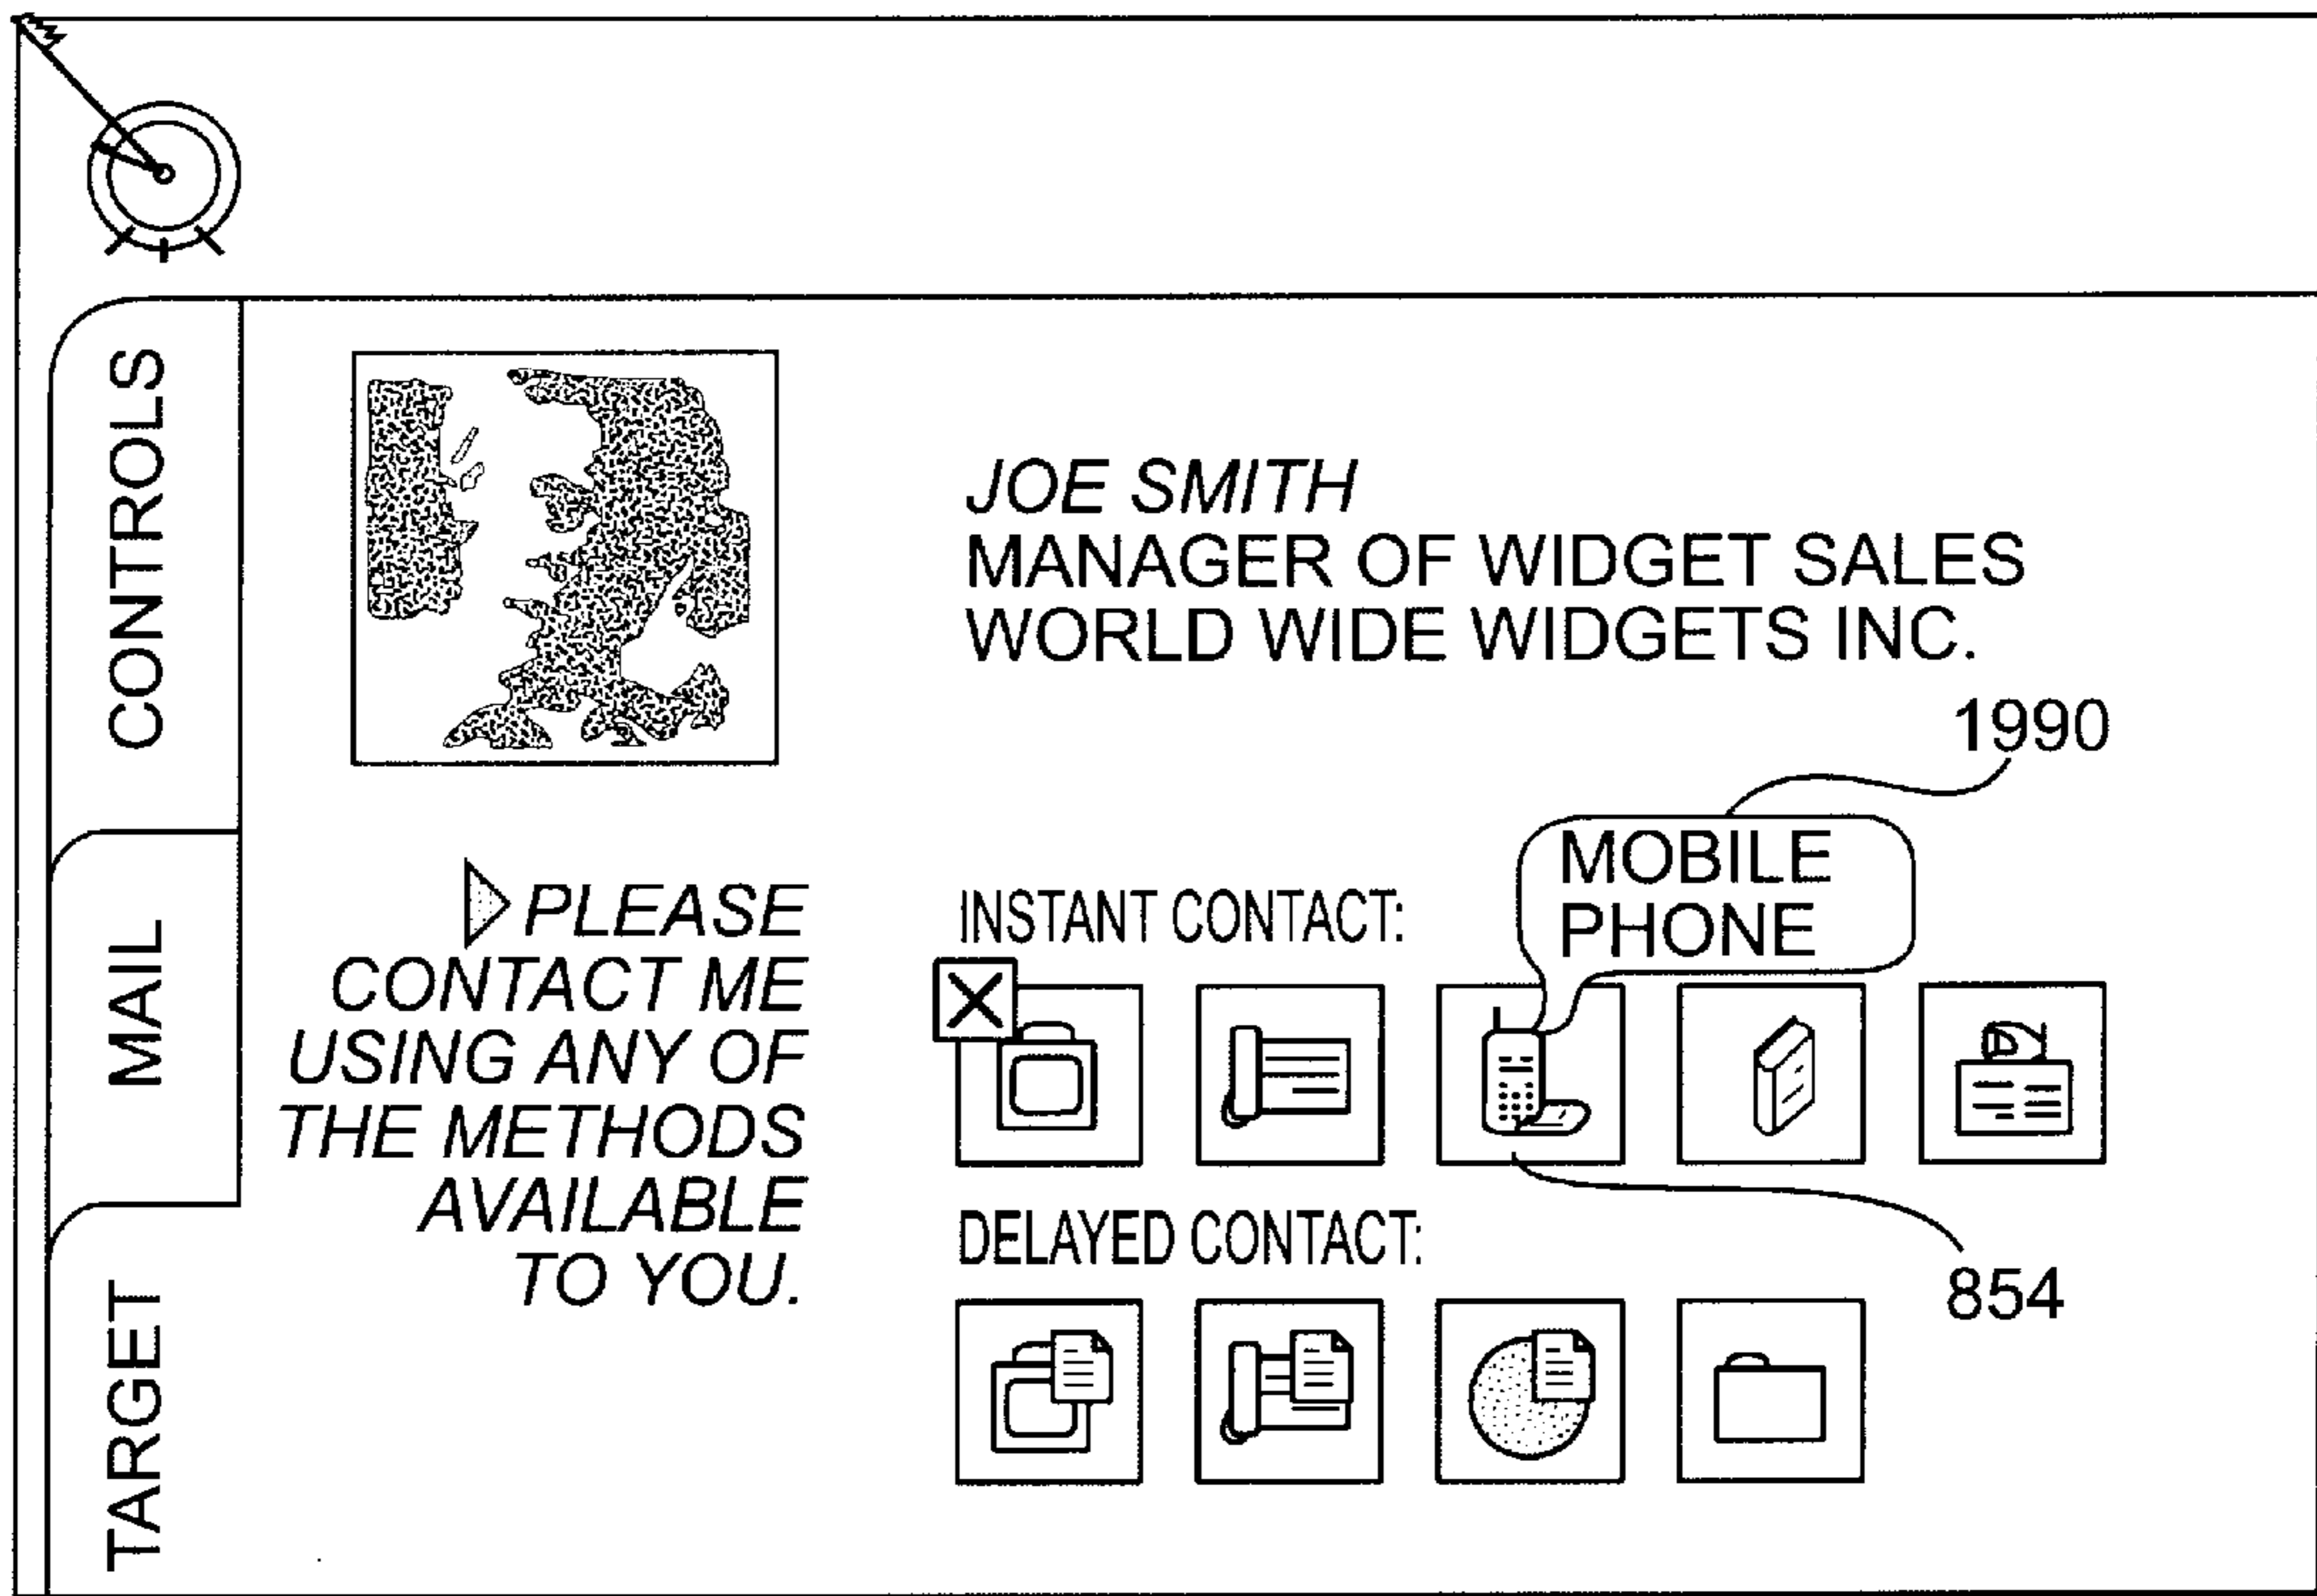 CONTROLS
MAIL
TARGET
JOE SMITH
MANAGER OF WIDGET SALES
WORLD WIDE WIDGETS INC.
1990
PLEASE
CONTACT ME
USING ANY OF
THE METHODS
AVAILABLE
TO YOU.
INSTANT CONTACT:
MOBILE
PHONE
DELAYED CONTACT:
854